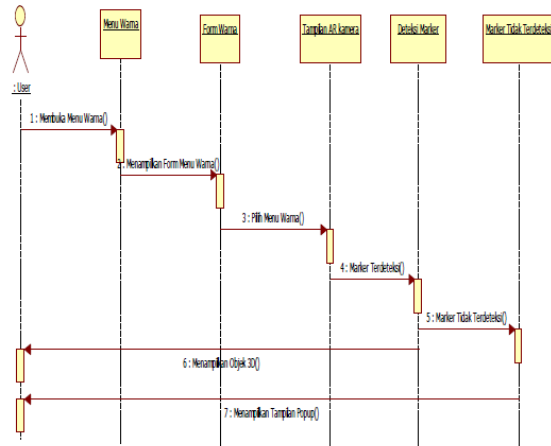 Menu Warna
Form Warna
Tampilan AR kamera
Deteksi Marker
Marker Tidak Terdeteksi
: User
1 : Membuka Menu Warna()
2 : Menampilkan Form Menu Warna()
3 : Pilih Menu Warna()
4 : Marker Terdeteksi()
5 : Marker Tidak Terdeteksi()
6 : Menampilkan Objek 3D()
7 : Menampilkan Tampilan Popup()